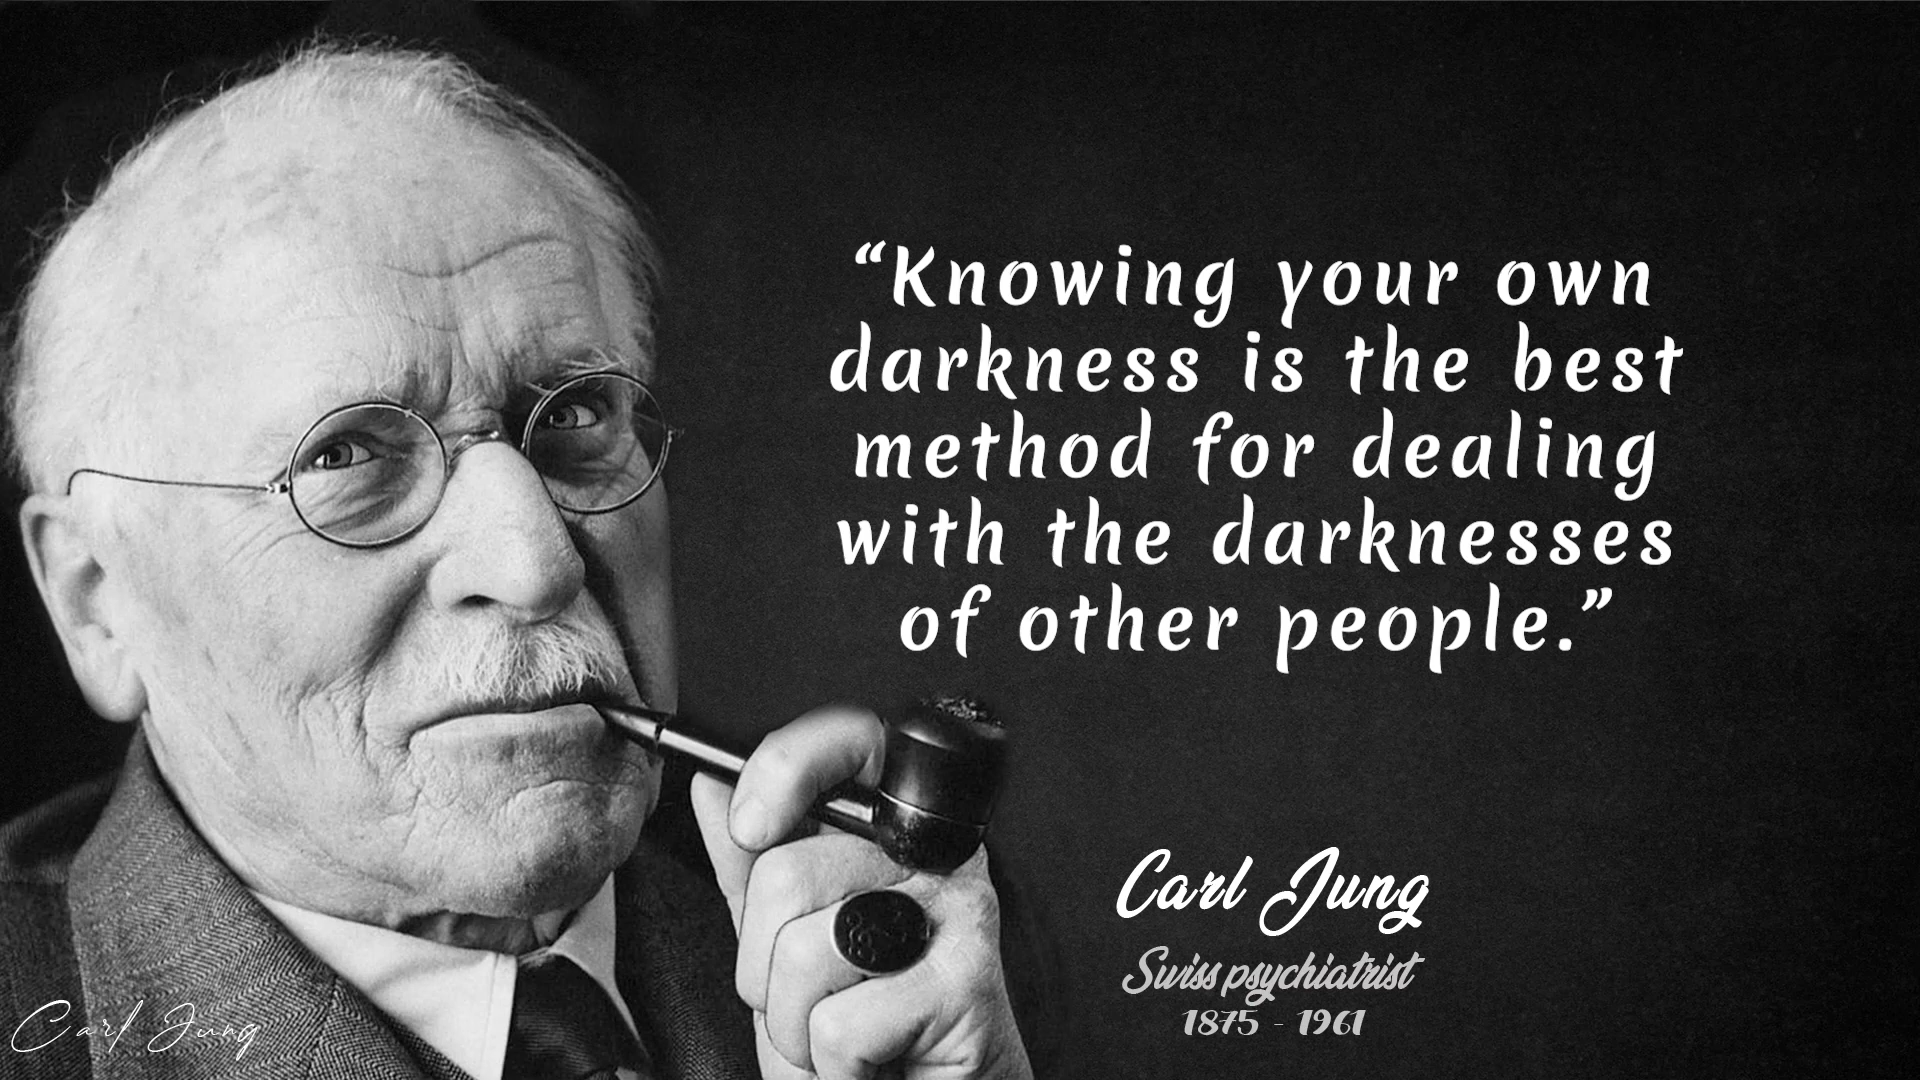 “Knowing your own
darkness is the best
method for dealing
with the darknesses
of other people.”
Carl Jung
Swiss psychiatrist
1875 - 1961
Carl Jung